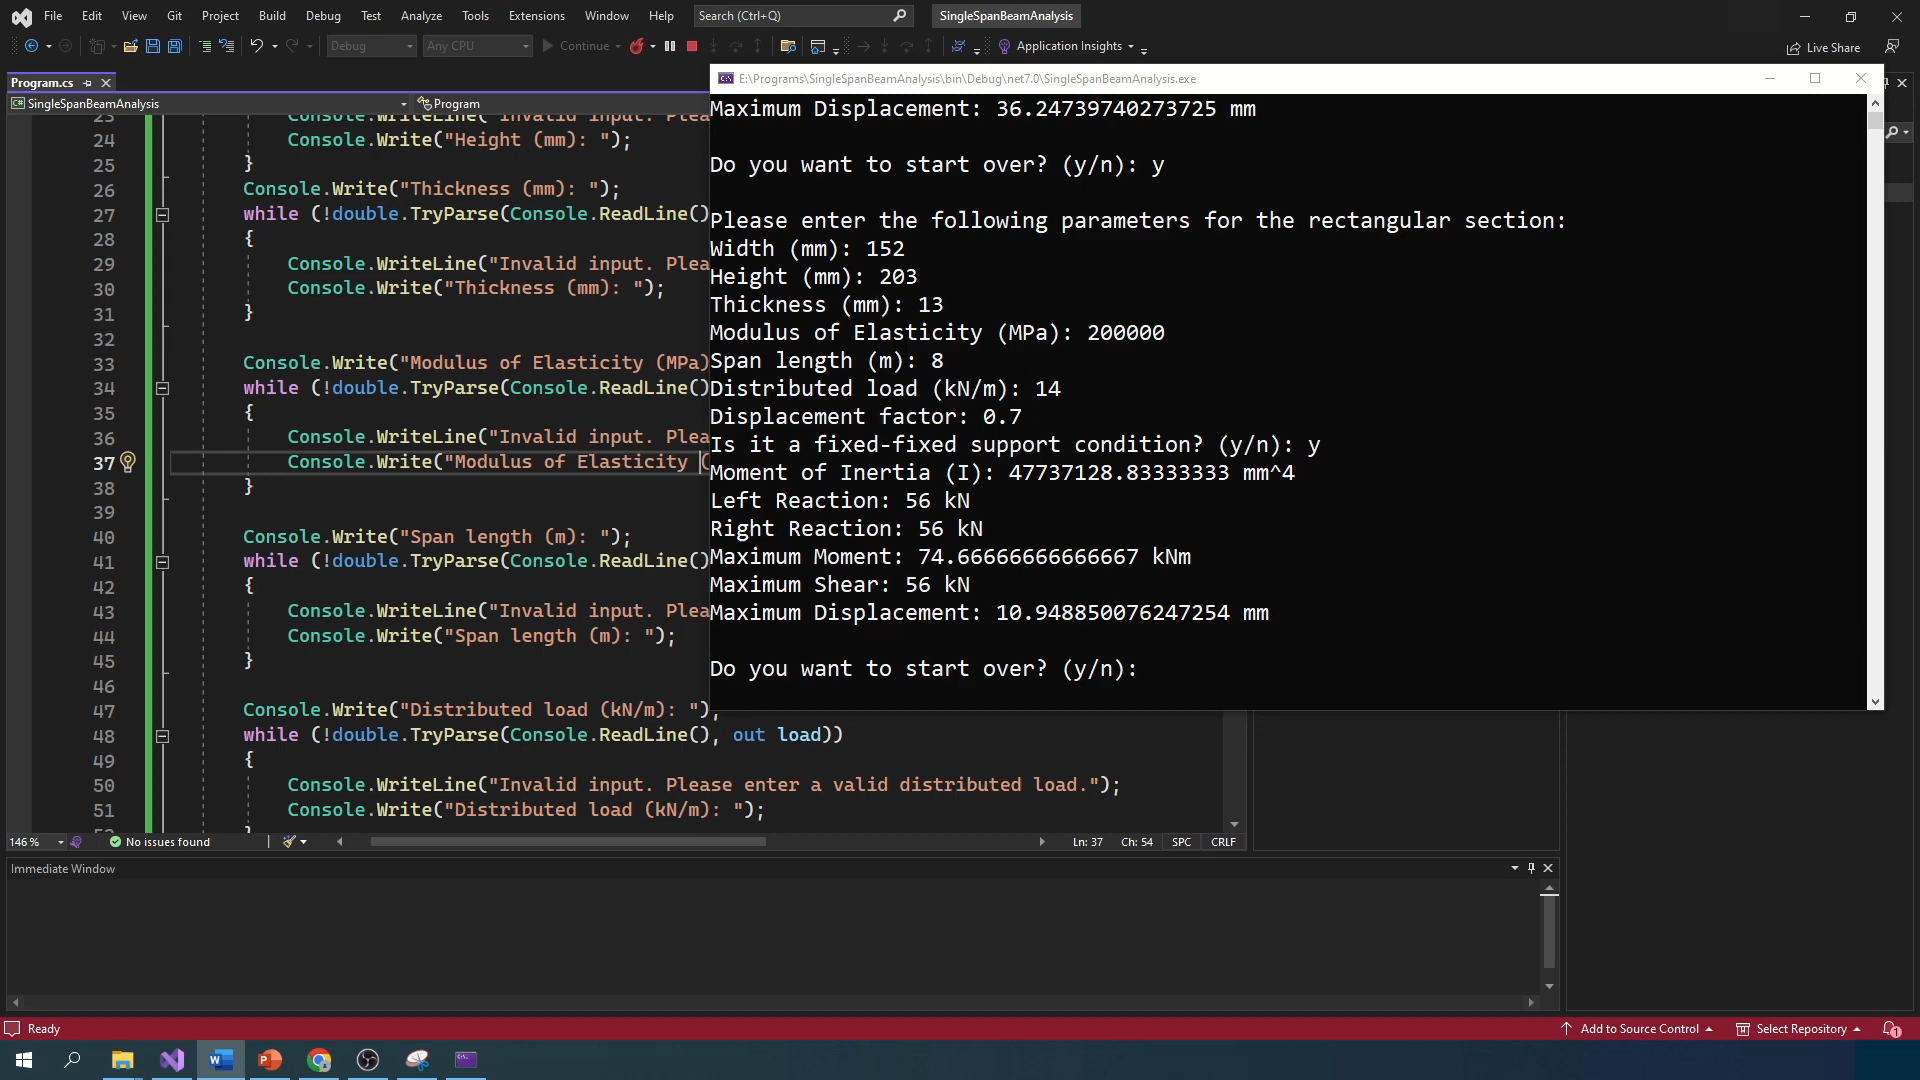 File Edit View Git Project Build Debug Test Analyze Tools Extensions Window Help Search (Ctrl+Q) SingleSpanBeamAnalysis
Debug Any CPU Continue Application Insights Live Share
Program.cs
SingleSpanBeamAnalysis Program
23 Console.WriteLine("Invalid input. Plea
24 Console.Write("Height (mm): ");
25 }
26 Console.Write("Thickness (mm): ");
27 while (!double.TryParse(Console.ReadLine()
28 {
29 Console.WriteLine("Invalid input. Plea
30 Console.Write("Thickness (mm): ");
31 }
32
33 Console.Write("Modulus of Elasticity (MPa)
34 while (!double.TryParse(Console.ReadLine()
35 {
36 Console.WriteLine("Invalid input. Plea
37 Console.Write("Modulus of Elasticity (
38 }
39
40 Console.Write("Span length (m): ");
41 while (!double.TryParse(Console.ReadLine()
42 {
43 Console.WriteLine("Invalid input. Plea
44 Console.Write("Span length (m): ");
45 }
46
47 Console.Write("Distributed load (kN/m): ");
48 while (!double.TryParse(Console.ReadLine(), out load))
49 {
50 Console.WriteLine("Invalid input. Please enter a valid distributed load.");
51 Console.Write("Distributed load (kN/m): ");
}
E:\Programs\SingleSpanBeamAnalysis\bin\Debug\net7.0\SingleSpanBeamAnalysis.exe
Maximum Displacement: 36.24739740273725 mm
Do you want to start over? (y/n): y
Please enter the following parameters for the rectangular section:
Width (mm): 152
Height (mm): 203
Thickness (mm): 13
Modulus of Elasticity (MPa): 200000
Span length (m): 8
Distributed load (kN/m): 14
Displacement factor: 0.7
Is it a fixed-fixed support condition? (y/n): y
Moment of Inertia (I): 47737128.83333333 mm^4
Left Reaction: 56 kN
Right Reaction: 56 kN
Maximum Moment: 74.66666666666667 kNm
Maximum Shear: 56 kN
Maximum Displacement: 10.948850076247254 mm
Do you want to start over? (y/n):
146 % No issues found Ln: 37 Ch: 54 SPC CRLF
Immediate Window
Ready Add to Source Control Select Repository 1